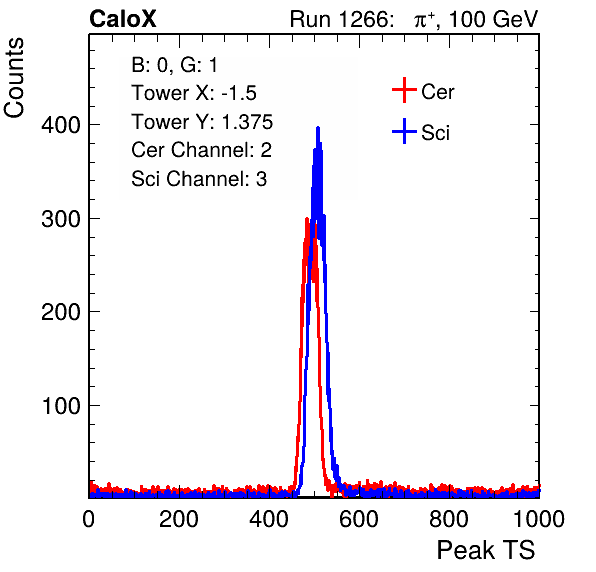 CaloX
Run 1266: π⁺, 100 GeV
Counts
B: 0, G: 1
Tower X: -1.5
Tower Y: 1.375
Cer Channel: 2
Sci Channel: 3
Cer
Sci
400
300
200
100
0 200 400 600 800 1000
Peak TS